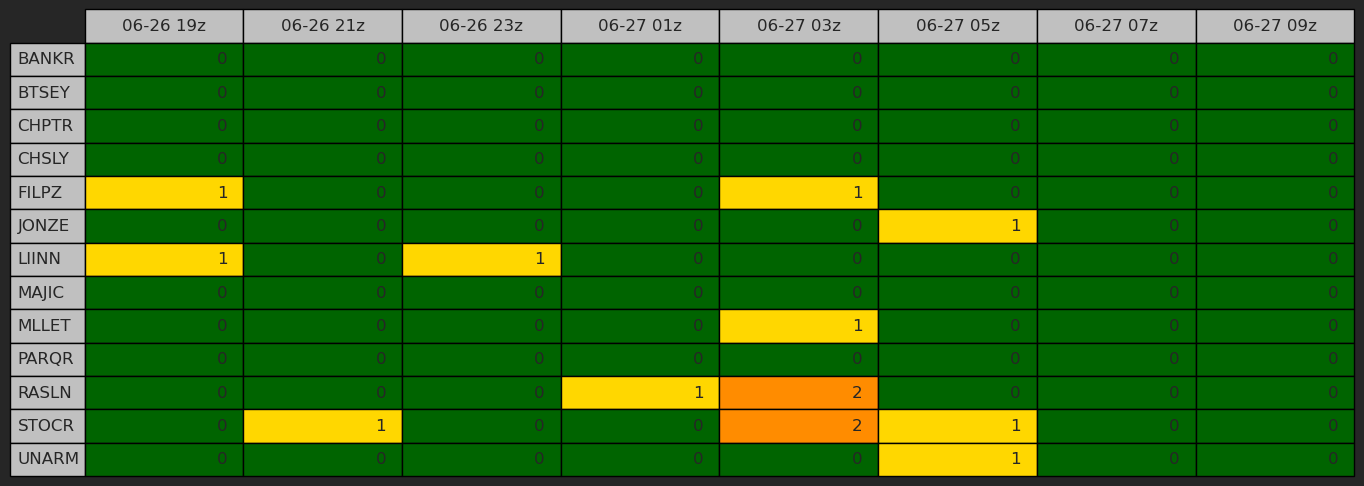 06-26 19z 06-26 21z 06-26 23z 06-27 01z 06-27 03z 06-27 05z 06-27 07z 06-27 09z
BANKR 0 0 0 0 0 0 0 0
BTSEY 0 0 0 0 0 0 0 0
CHPTR 0 0 0 0 0 0 0 0
CHSLY 0 0 0 0 0 0 0 0
FILPZ 1 0 0 0 1 0 0 0
JONZE 0 0 0 0 0 1 0 0
LIINN 1 0 1 0 0 0 0 0
MAJIC 0 0 0 0 0 0 0 0
MLLET 0 0 0 0 1 0 0 0
PARQR 0 0 0 0 0 0 0 0
RASLN 0 0 0 1 2 0 0 0
STOCR 0 1 0 0 2 1 0 0
UNARM 0 0 0 0 0 1 0 0